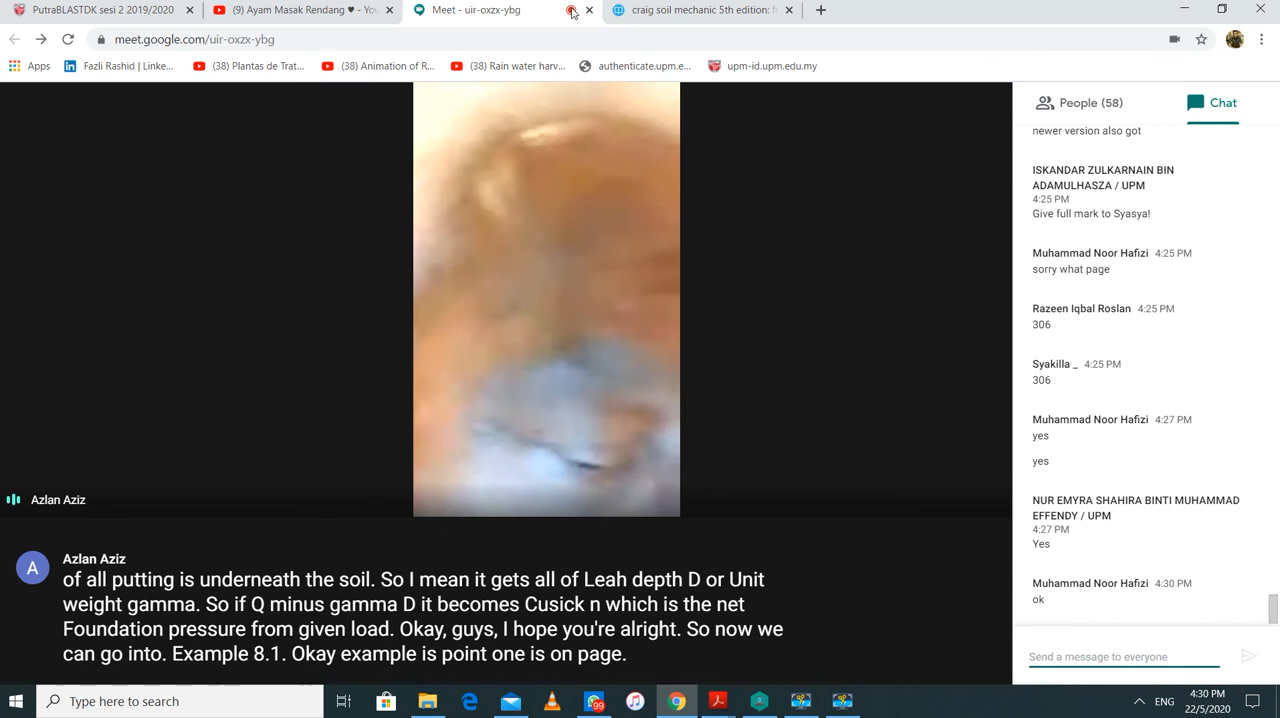 PutraBLASTDK sesi 2 2019/2020
(9) Ayam Masak Rendang ♥ - You
Meet - uir-oxzx-ybg
craig soil mechanic 5th edition: f
meet.google.com/uir-oxzx-ybg
Apps
Fazli Rashid | Linke...
(38) Plantas de Trat...
(38) Animation of R...
(38) Rain water harv...
authenticate.upm.e...
upm-id.upm.edu.my
People (58)
Chat
newer version also got
ISKANDAR ZULKARNAIN BIN
ADAMULHASZA / UPM
4:25 PM
Give full mark to Syasya!
Muhammad Noor Hafizi 4:25 PM
sorry what page
Razeen Iqbal Roslan 4:25 PM
306
Syakilla _ 4:25 PM
306
Muhammad Noor Hafizi 4:27 PM
yes
yes
NUR EMYRA SHAHIRA BINTI MUHAMMAD
EFFENDY / UPM
4:27 PM
Yes
Muhammad Noor Hafizi 4:30 PM
ok
Send a message to everyone
Azlan Aziz
A
Azlan Aziz
of all putting is underneath the soil. So I mean it gets all of Leah depth D or Unit
weight gamma. So if Q minus gamma D it becomes Cusick n which is the net
Foundation pressure from given load. Okay, guys, I hope you're alright. So now we
can go into. Example 8.1. Okay example is point one is on page.
Type here to search
99
ENG
4:30 PM
22/5/2020